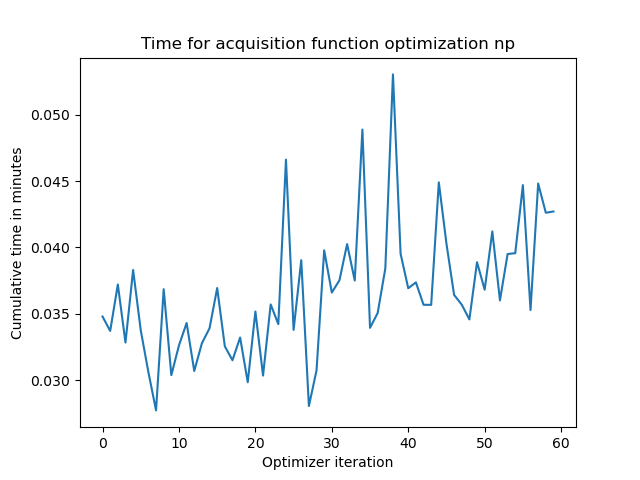 Time for acquisition function optimization np
Cumulative time in minutes
0.050
0.045
0.040
0.035
0.030
0 10 20 30 40 50 60
Optimizer iteration